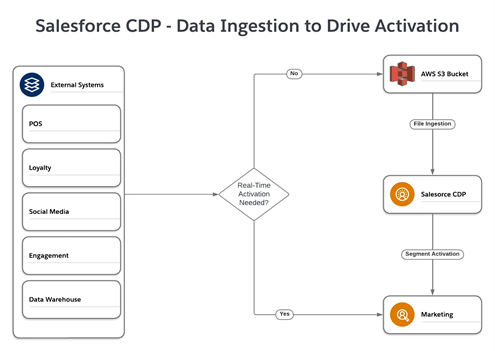 Salesforce CDP - Data Ingestion to Drive Activation
External Systems
POS
Loyalty
Social Media
Engagement
Data Warehouse
Real-Time
Activation
Needed?
No
Yes
AWS S3 Bucket
File Ingestion
Salesorce CDP
Segment Activation
Marketing